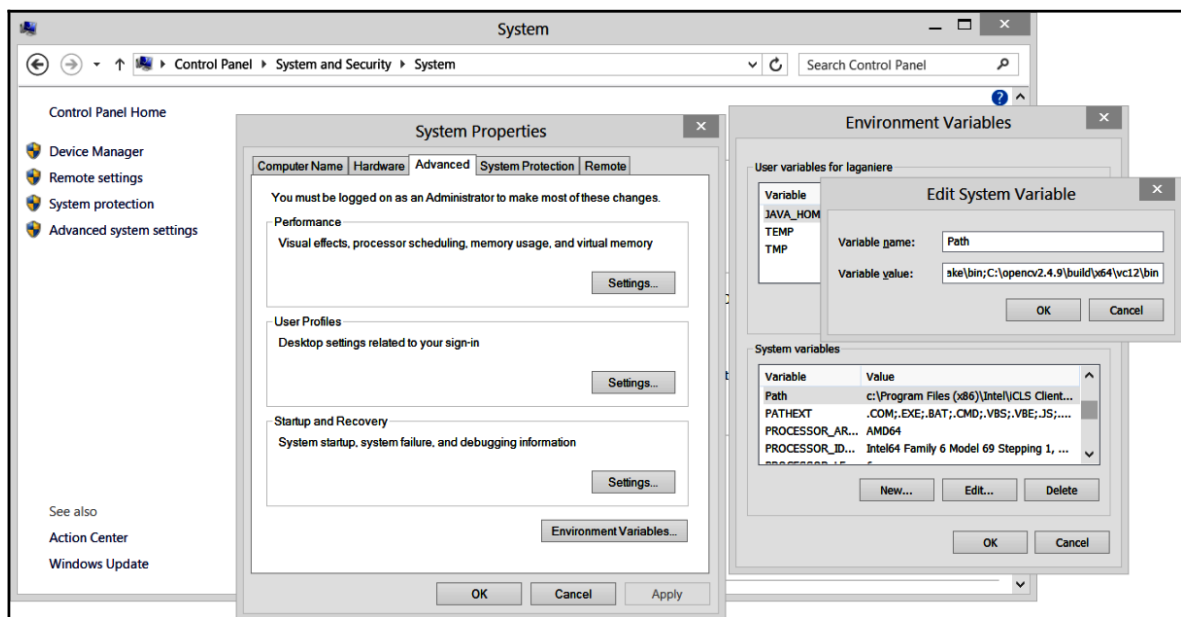 System
Control Panel System and Security System
Search Control Panel
Control Panel Home
Device Manager
Remote settings
System protection
Advanced system settings
See also
Action Center
Windows Update
System Properties
Computer Name Hardware Advanced System Protection Remote
You must be logged on as an Administrator to make most of these changes.
Performance
Visual effects, processor scheduling, memory usage, and virtual memory
Settings...
User Profiles
Desktop settings related to your sign-in
Settings...
Startup and Recovery
System startup, system failure, and debugging information
Settings...
Environment Variables...
OK Cancel Apply
Environment Variables
User variables for laganiere
Variable
JAVA_HOM
TEMP
TMP
Edit System Variable
Variable name: Path
Variable value: ake\bin;C:\opencv2.4.9\build\x64\vc12\bin
OK Cancel
System variables
Variable Value
Path c:\Program Files (x86)\Intel\iCLS Client...
PATHEXT .COM;.EXE;.BAT;.CMD;.VBS;.VBE;.JS;....
PROCESSOR_AR... AMD64
PROCESSOR_ID... Intel64 Family 6 Model 69 Stepping 1, ...
New... Edit... Delete
OK Cancel